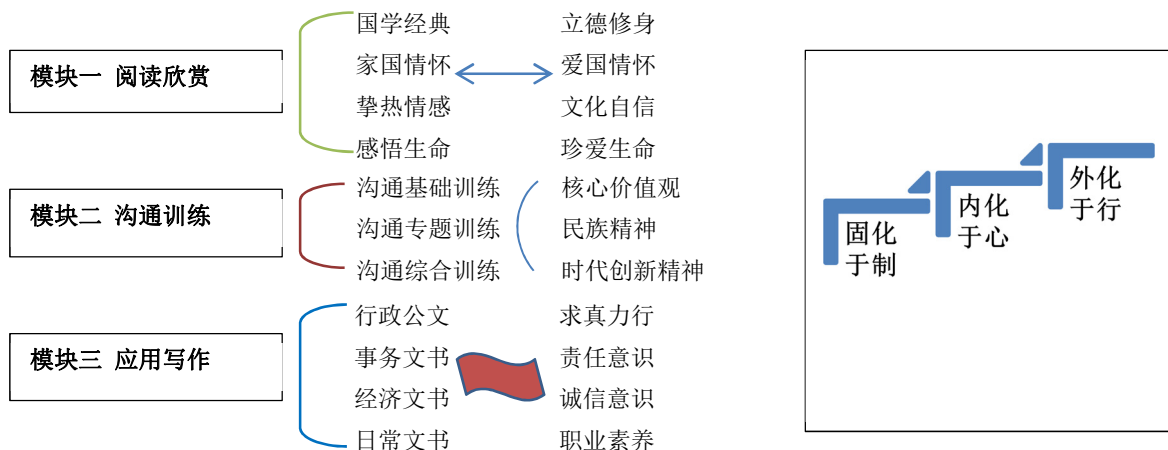 国学经典 立德修身
模块一 阅读欣赏
家国情怀 爱国情怀
挚热情感 文化自信
感悟生命 珍爱生命
模块二 沟通训练
沟通基础训练 核心价值观
沟通专题训练 民族精神
沟通综合训练 时代创新精神
模块三 应用写作
行政公文 求真力行
事务文书 责任意识
经济文书 诚信意识
日常文书 职业素养
固化
于制
内化
于心
外化
于行